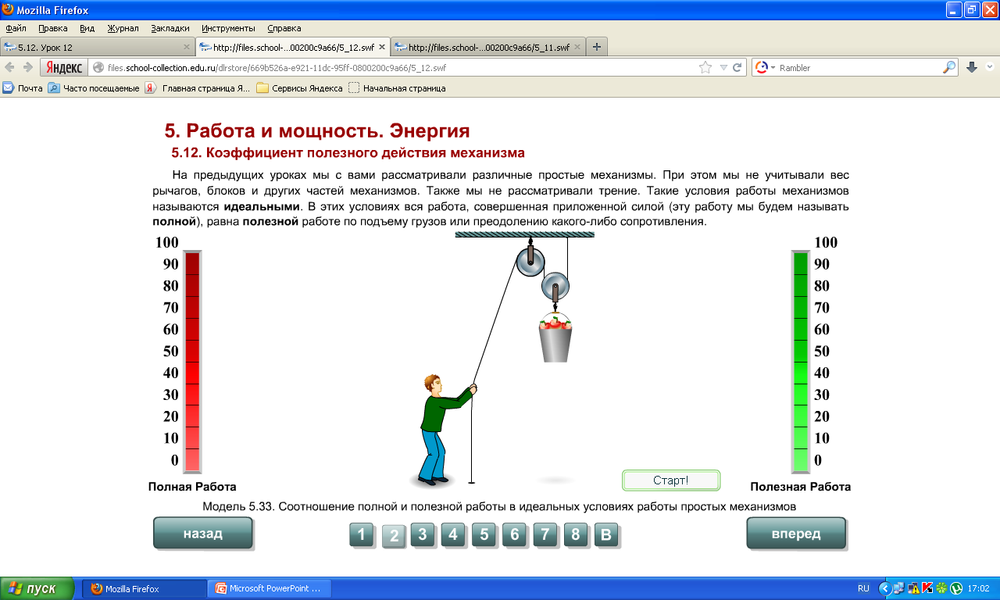 Mozilla Firefox
Файл Правка Вид Журнал Закладки Инструменты Справка
5.12. Урок 12 http://files.school-...00200c9a66/5_12.swf http://files.school-...00200c9a66/5_11.swf
Яндекс files.school-collection.edu.ru/dlrstore/669b526a-e921-11dc-95ff-0800200c9a66/5_12.swf Rambler
Почта Часто посещаемые Главная страница Я... Сервисы Яндекса Начальная страница
5. Работа и мощность. Энергия
5.12. Коэффициент полезного действия механизма
На предыдущих уроках мы с вами рассматривали различные простые механизмы. При этом мы не учитывали вес
рычагов, блоков и других частей механизмов. Также мы не рассматривали трение. Такие условия работы механизмов
называются идеальными. В этих условиях вся работа, совершенная приложенной силой (эту работу мы будем называть
полной), равна полезной работе по подъему грузов или преодолению какого-либо сопротивления.
100 100
90 90
80 80
70 70
60 60
50 50
40 40
30 30
20 20
10 10
0 0
Старт!
Полная Работа Полезная Работа
Модель 5.33. Соотношение полной и полезной работы в идеальных условиях работы простых механизмов
назад 1 2 3 4 5 6 7 8 В вперед
пуск Mozilla Firefox Microsoft PowerPoint ... RU 17:02